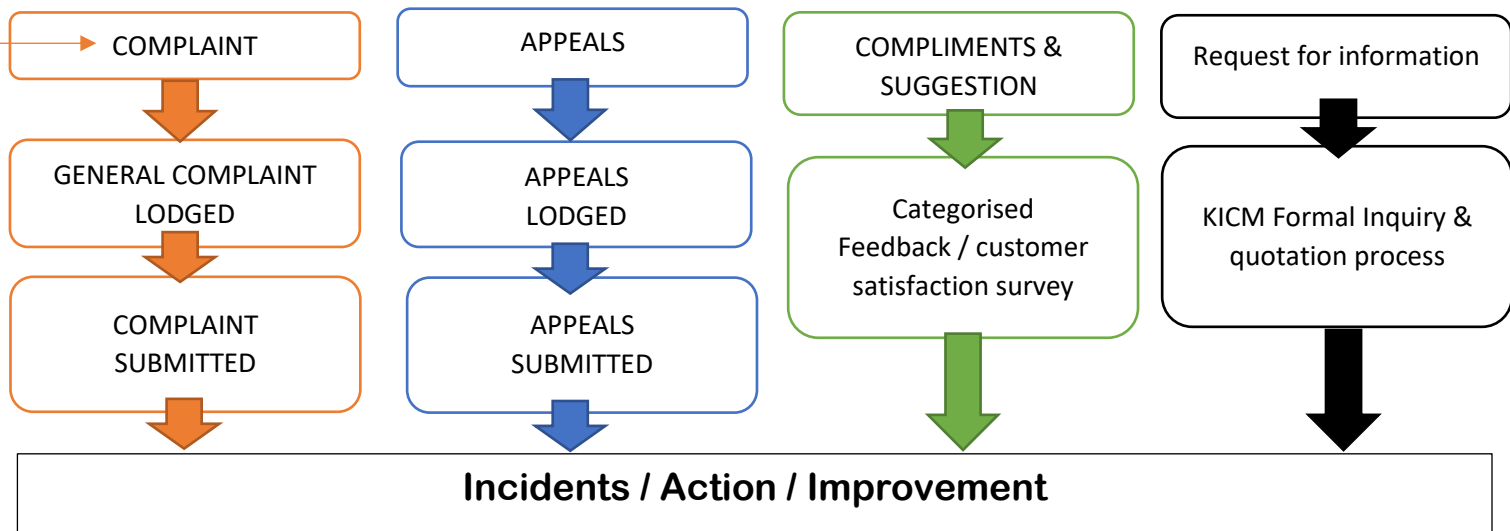 COMPLAINT
APPEALS
COMPLIMENTS &
SUGGESTION
Request for information
GENERAL COMPLAINT
LODGED
APPEALS
LODGED
Categorised
Feedback / customer
satisfaction survey
KICM Formal Inquiry &
quotation process
COMPLAINT
SUBMITTED
APPEALS
SUBMITTED
Incidents / Action / Improvement